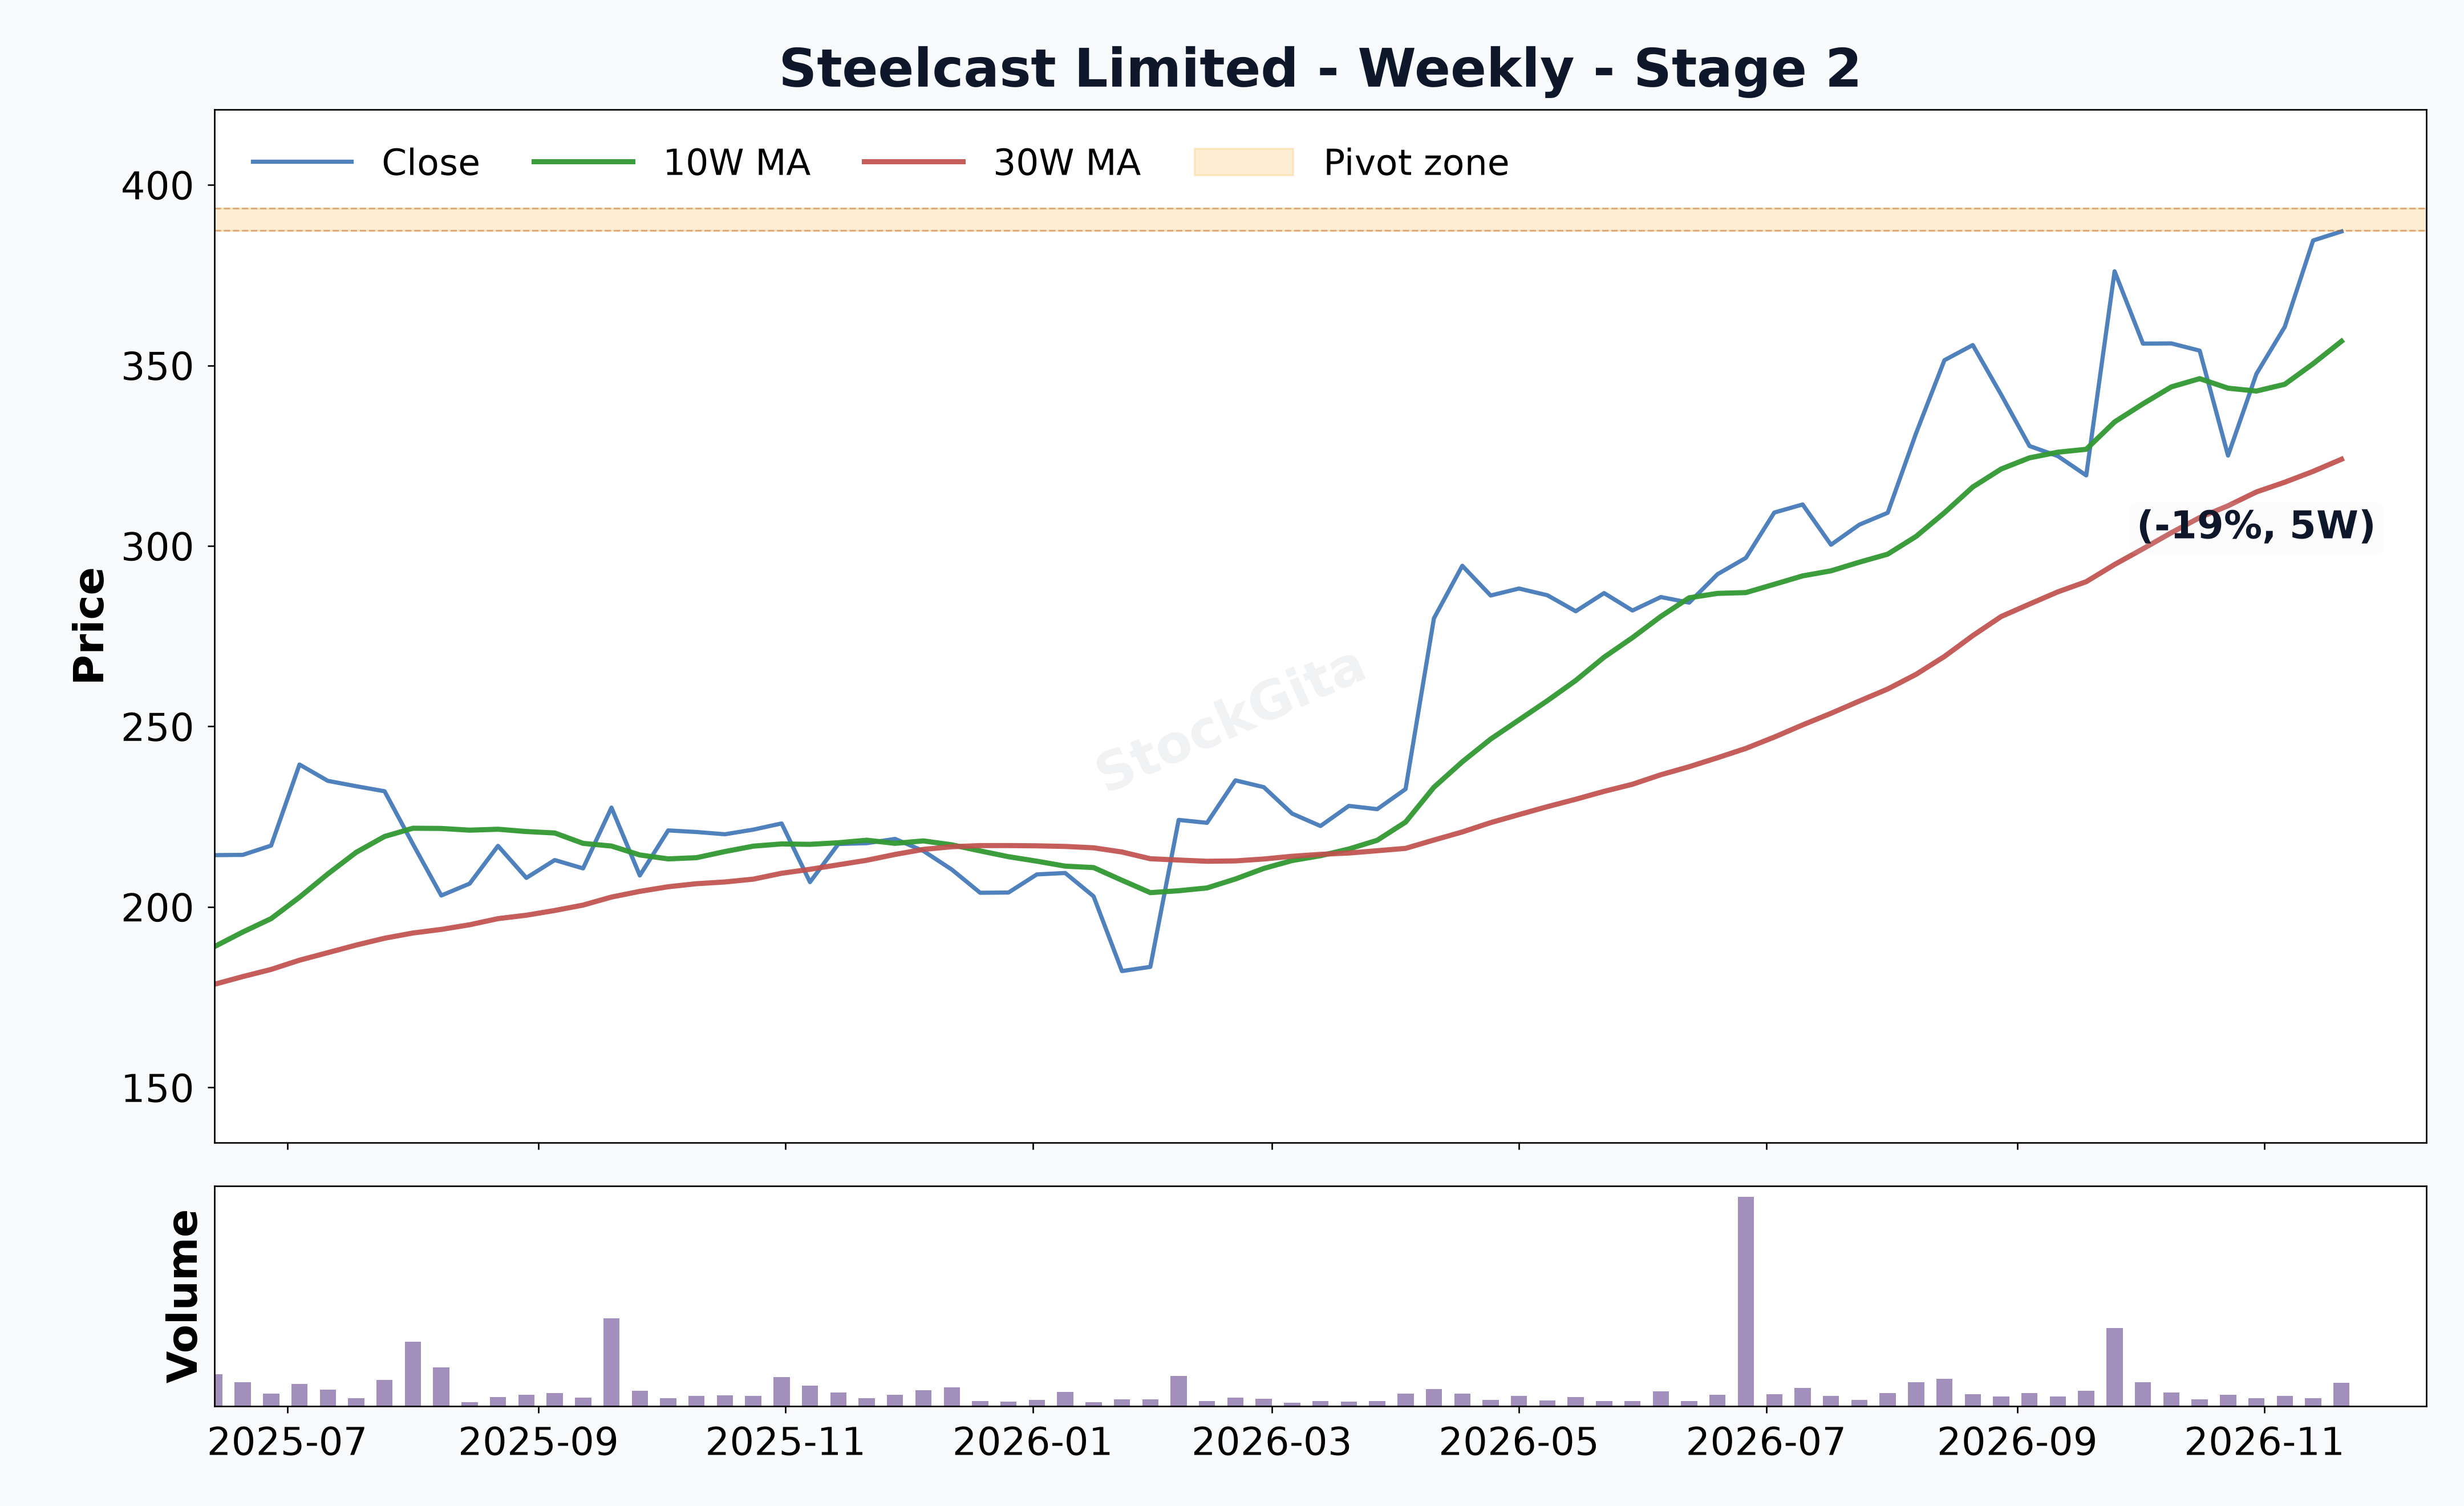 Steelcast Limited - Weekly - Stage 2
Close 10W MA 30W MA Pivot zone
400
350
300
250
200
150
Price
(-19%, 5W)
StockGita
Volume
2025-07 2025-09 2025-11 2026-01 2026-03 2026-05 2026-07 2026-09 2026-11